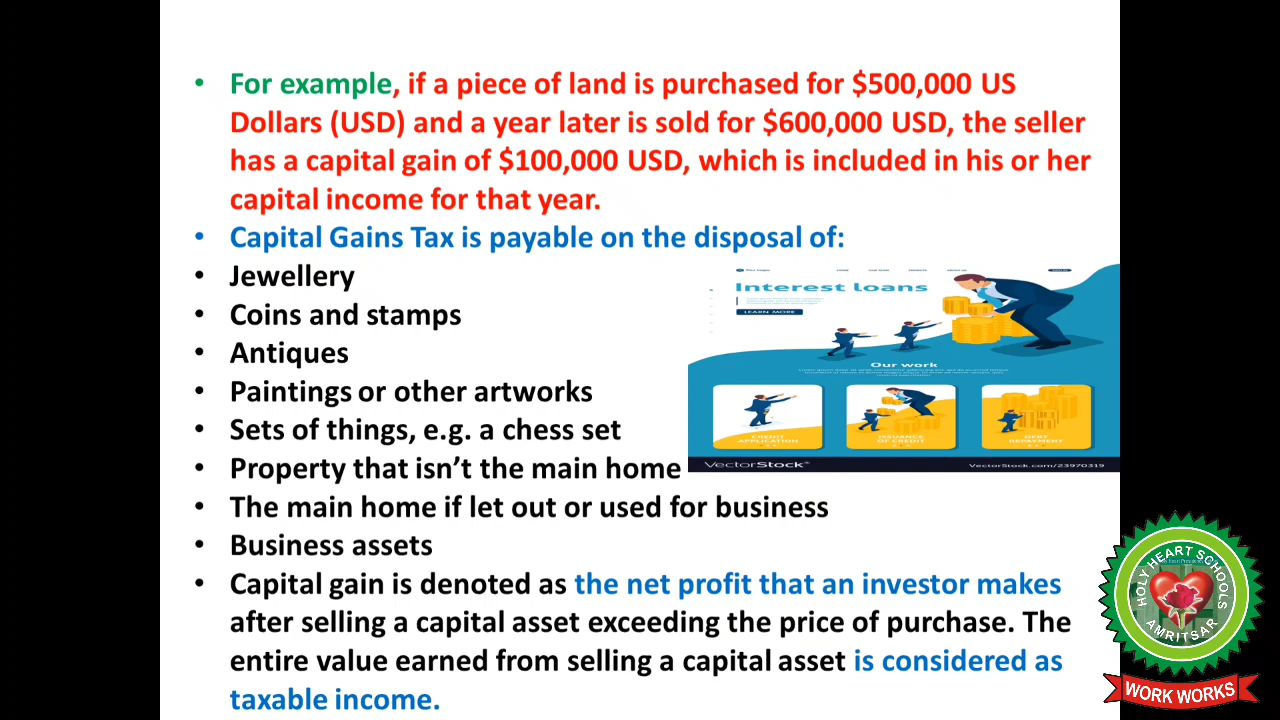 For example, if a piece of land is purchased for $500,000 US
Dollars (USD) and a year later is sold for $600,000 USD, the seller
has a capital gain of $100,000 USD, which is included in his or her
capital income for that year.
Capital Gains Tax is payable on the disposal of:
Jewellery
Coins and stamps
Antiques
Paintings or other artworks
Sets of things, e.g. a chess set
Property that isn’t the main home
The main home if let out or used for business
Business assets
Capital gain is denoted as the net profit that an investor makes
after selling a capital asset exceeding the price of purchase. The
entire value earned from selling a capital asset is considered as
taxable income.
Interest loans
LEARN MORE
Our work
CREDIT
APPLICATION
ISSUANCE
OF CREDIT
DEBT
REPAYMENT
VectorStock®
VectorStock.com/23970319
HOLY HEART SCHOOLS
AMRITSAR
WORK WORKS